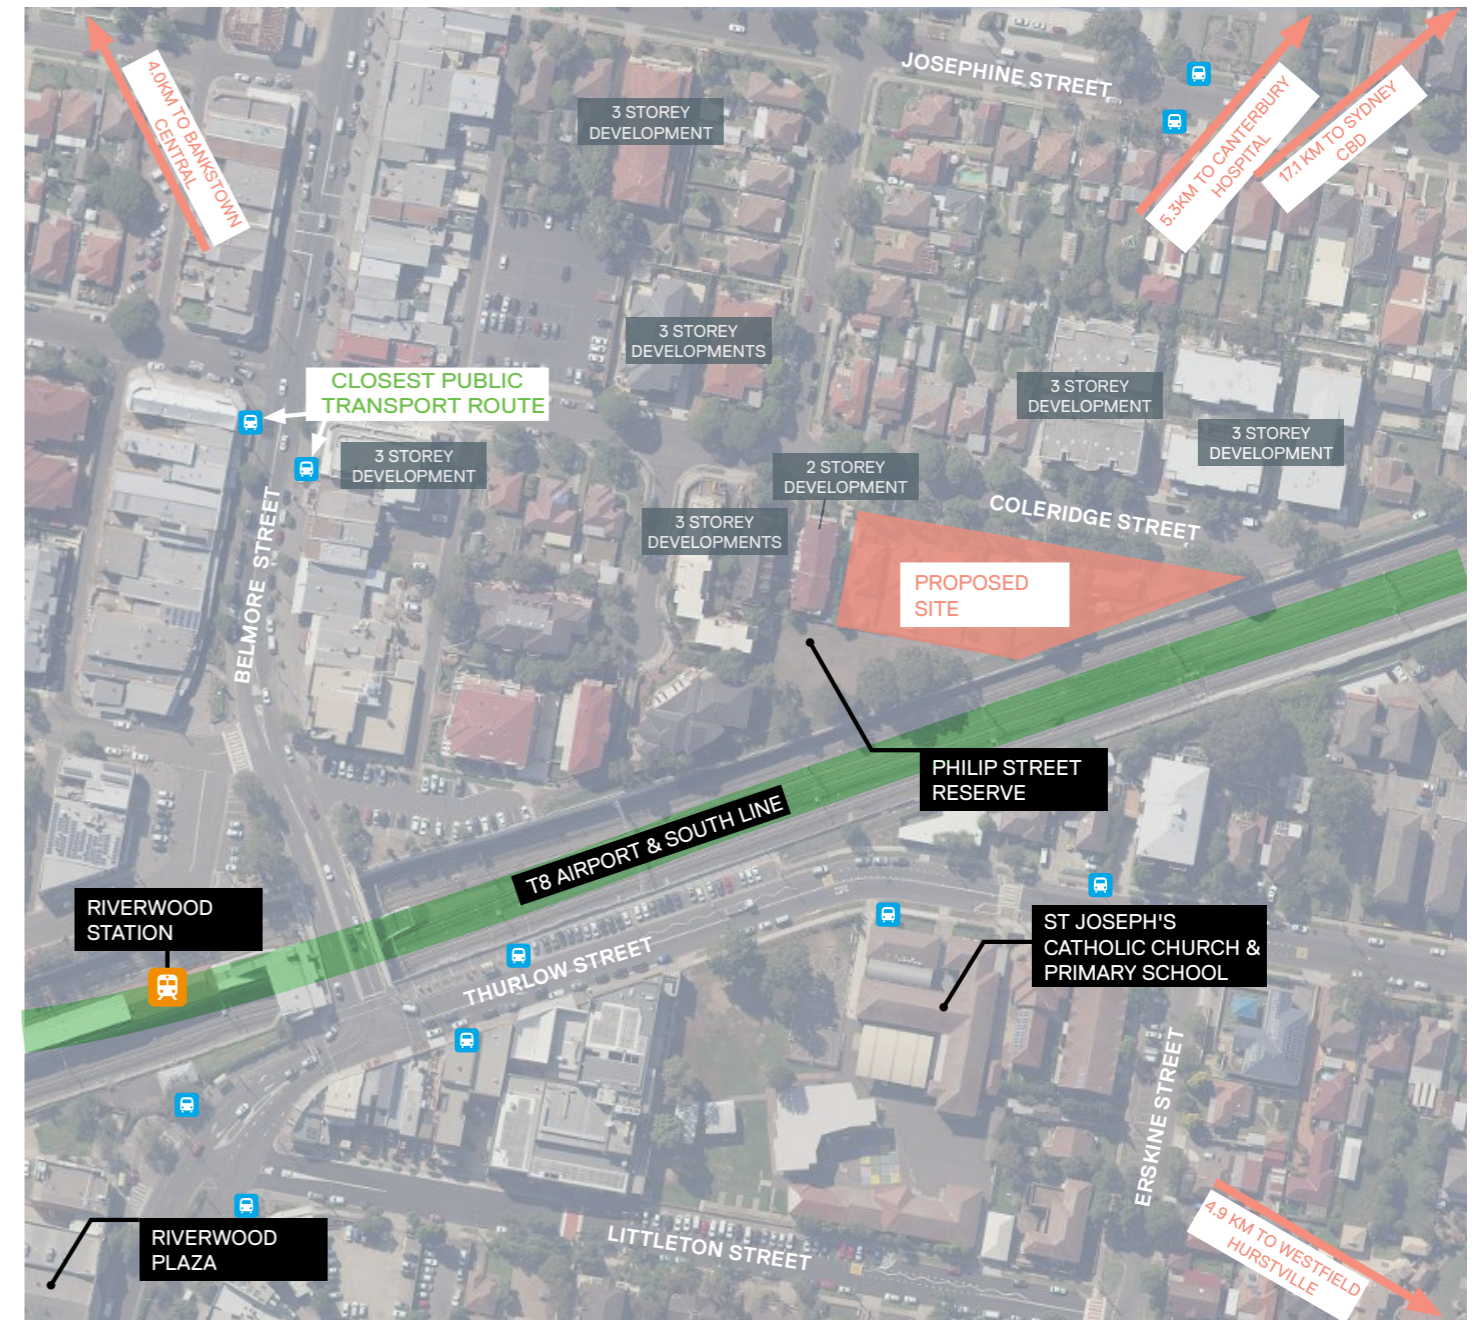 4.0KM TO BANKSTOWN
CENTRAL
JOSEPHINE STREET
5.3KM TO CANTERBURY
HOSPITAL
17.1 KM TO SYDNEY
CBD
3 STOREY
DEVELOPMENT
3 STOREY
DEVELOPMENTS
CLOSEST PUBLIC
TRANSPORT ROUTE
3 STOREY
DEVELOPMENT
3 STOREY
DEVELOPMENT
3 STOREY
DEVELOPMENT
2 STOREY
DEVELOPMENT
3 STOREY
DEVELOPMENTS
COLERIDGE STREET
BELMORE STREET
PROPOSED
SITE
PHILIP STREET
RESERVE
T8 AIRPORT & SOUTH LINE
RIVERWOOD
STATION
THURLOW STREET
ST JOSEPH'S
CATHOLIC CHURCH &
PRIMARY SCHOOL
ERSKINE STREET
RIVERWOOD
PLAZA
LITTLETON STREET
4.9 KM TO WESTFIELD
HURSTVILLE